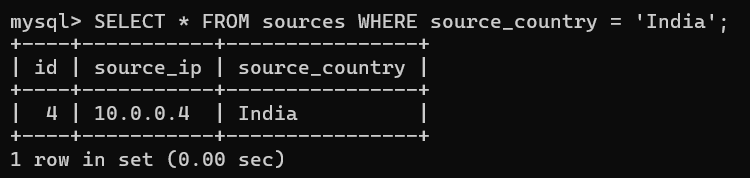 mysql> SELECT * FROM sources WHERE source_country = 'India';
+----+-----------+----------------+
| id | source_ip | source_country |
+----+-----------+----------------+
|  4 | 10.0.0.4  | India          |
+----+-----------+----------------+
1 row in set (0.00 sec)